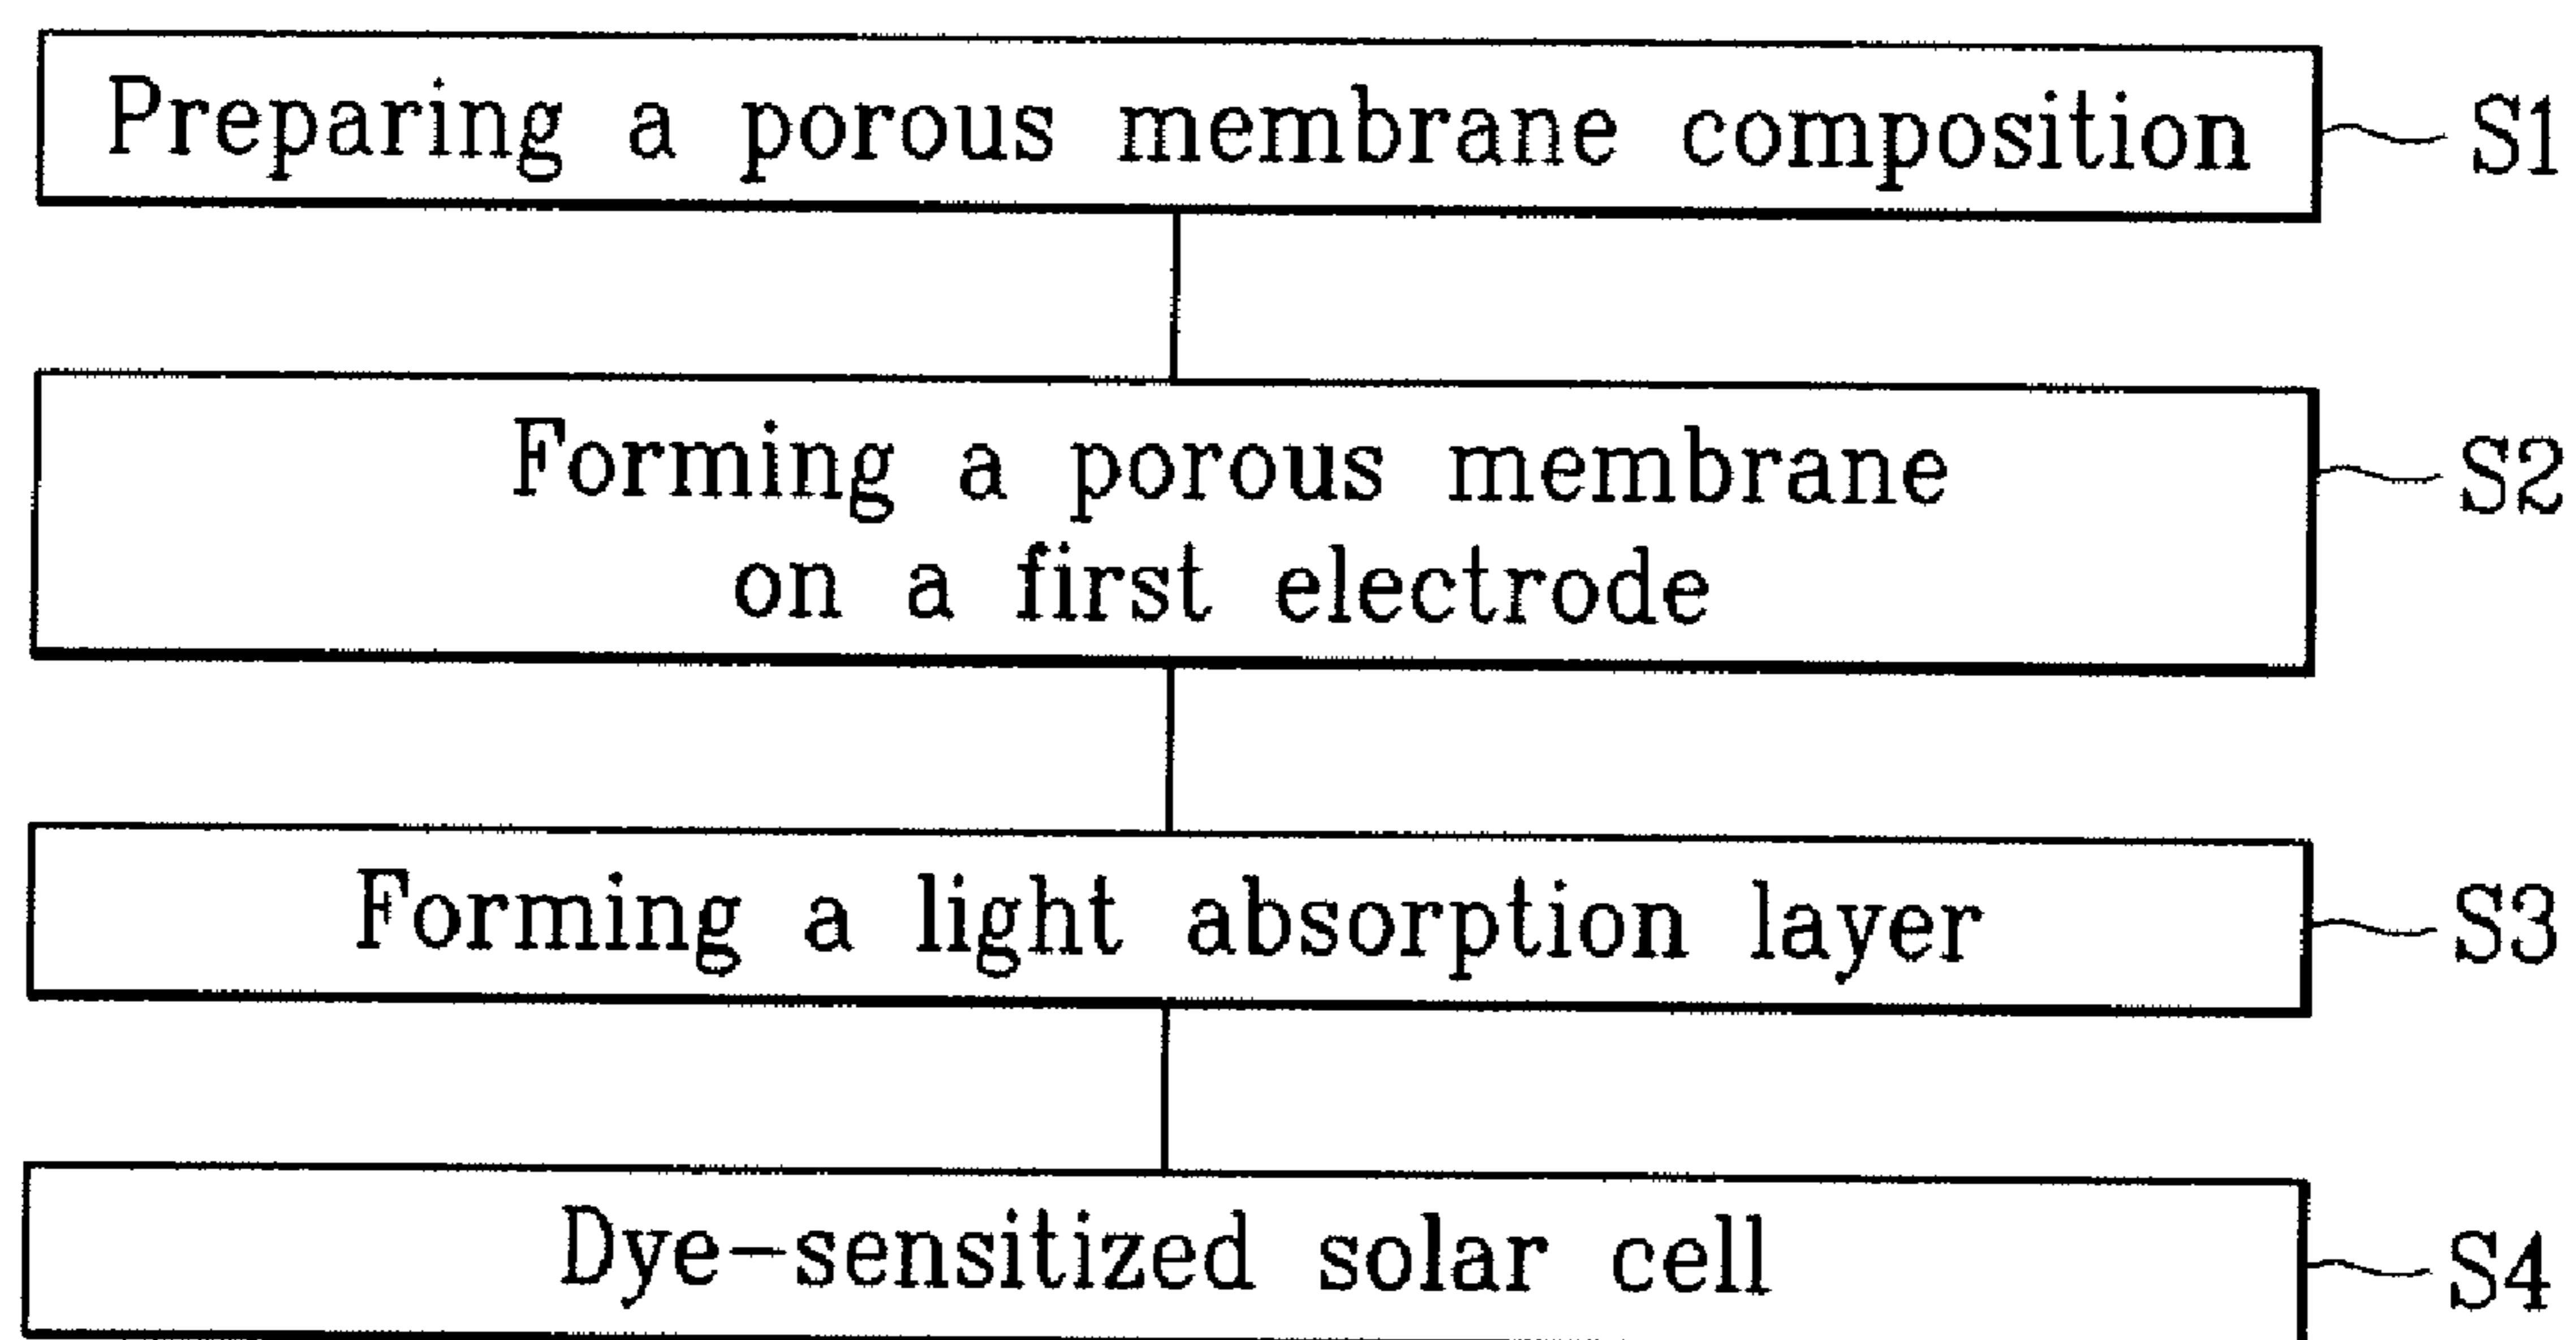 Preparing a porous membrane composition S1
Forming a porous membrane S2
on a first electrode
Forming a light absorption layer S3
Dye-sensitized solar cell S4